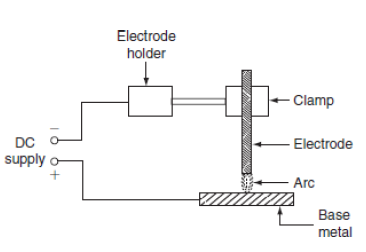 Electrode
holder
Clamp
Electrode
Arc
Base
metal
DC
supply
−
+